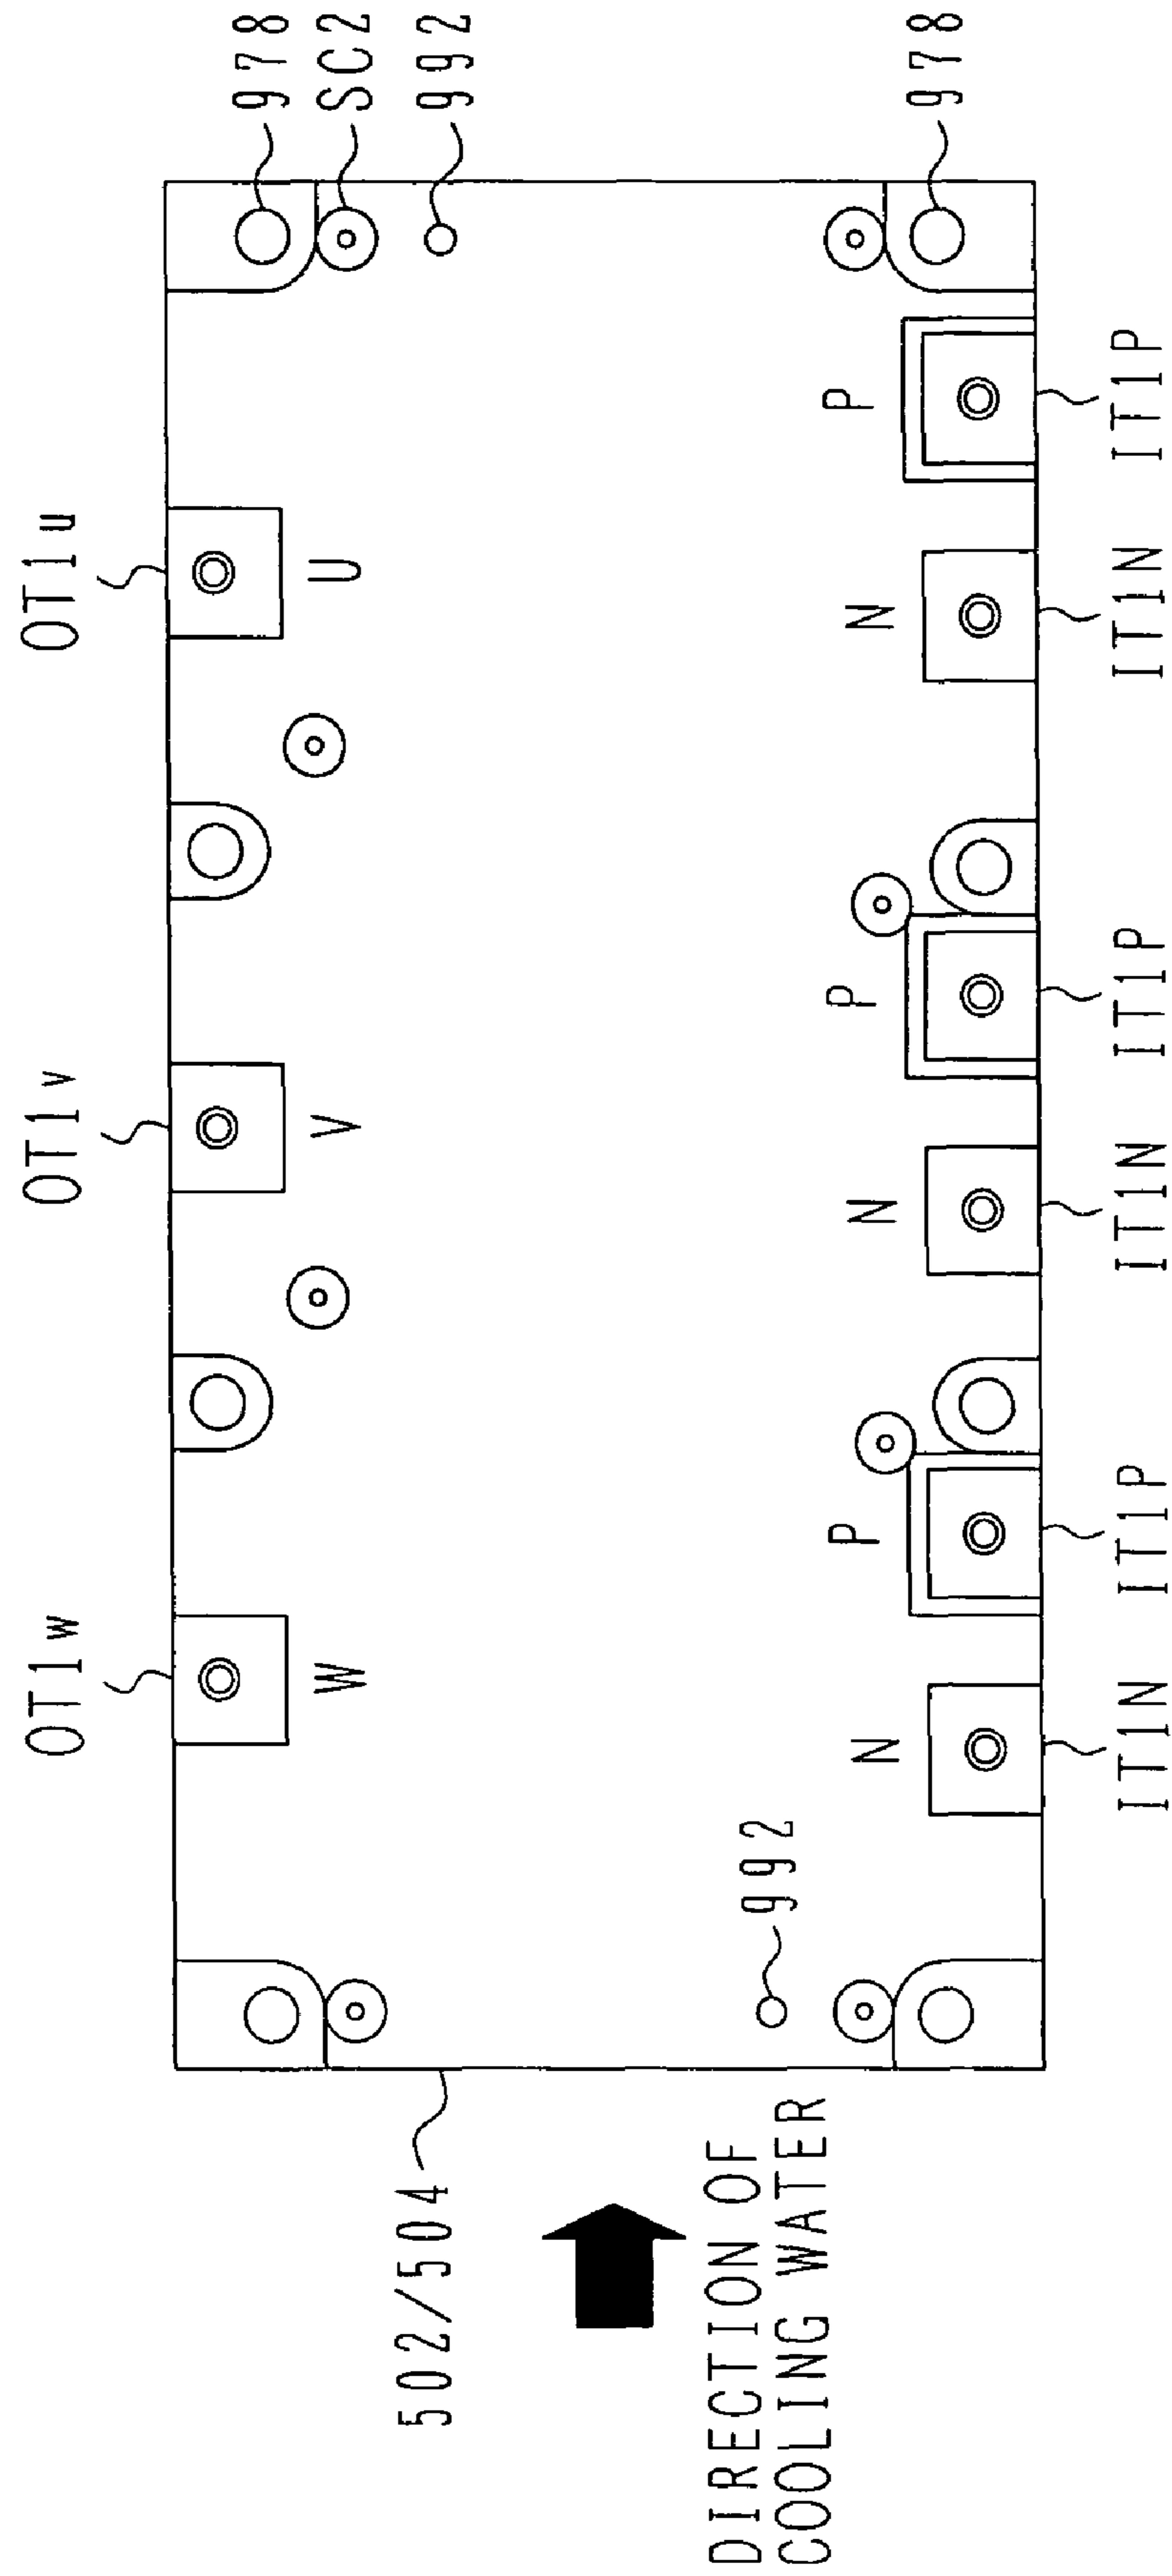 OT1w
OT1v
OT1u
978
W
V
U
SC2
502/504
992
DIRECTION OF
COOLING WATER
992
N
P
N
P
N
P
978
IT1N
IT1P
IT1N
IT1P
IT1N
IT1P